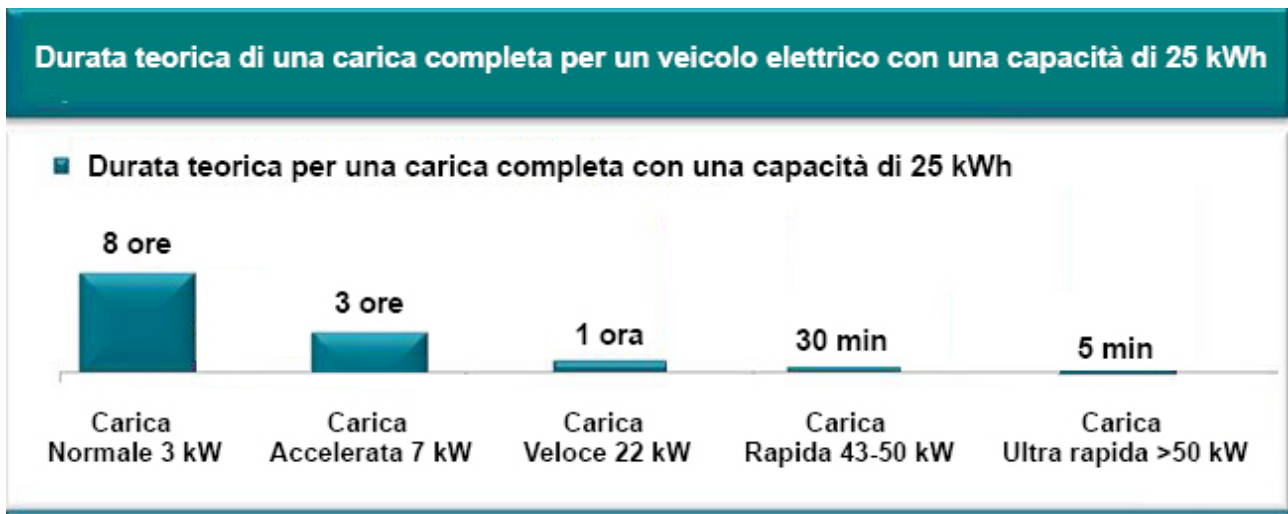 Durata teorica di una carica completa per un veicolo elettrico con una capacità di 25 kWh
Durata teorica per una carica completa con una capacità di 25 kWh
8 ore
3 ore
1 ora
30 min
5 min
Carica
Normale 3 kW
Carica
Accelerata 7 kW
Carica
Veloce 22 kW
Carica
Rapida 43-50 kW
Carica
Ultra rapida >50 kW